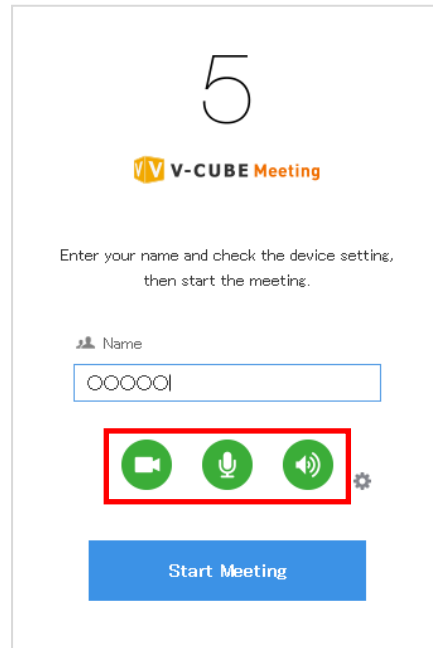 5
V-CUBE Meeting
Enter your name and check the device setting,
then start the meeting.
Name
OOOOO
Start Meeting